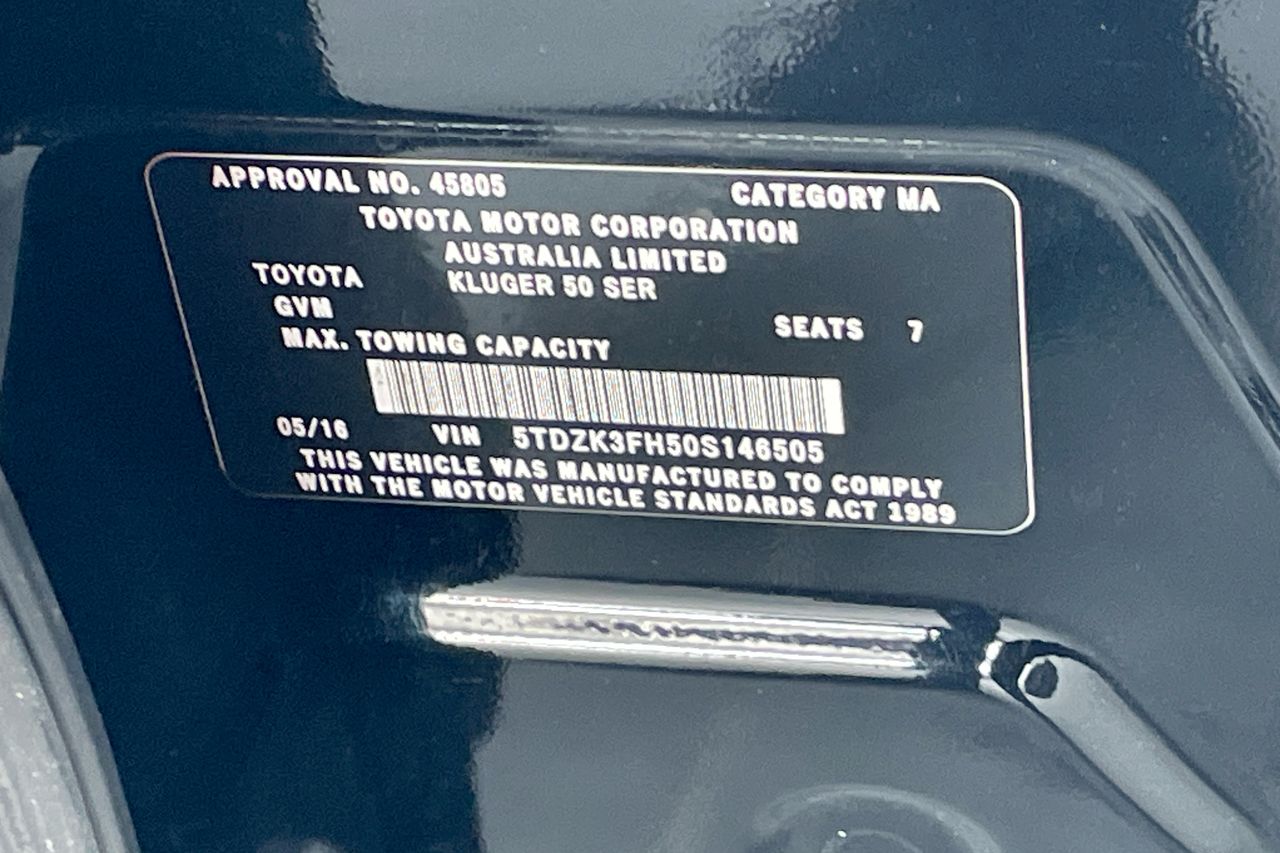 APPROVAL NO. 45805 CATEGORY MA
TOYOTA MOTOR CORPORATION
AUSTRALIA LIMITED
TOYOTA KLUGER 50 SER
GVM SEATS 7
MAX. TOWING CAPACITY
05/16 VIN 5TDZK3FH50S146505
THIS VEHICLE WAS MANUFACTURED TO COMPLY
WITH THE MOTOR VEHICLE STANDARDS ACT 1989